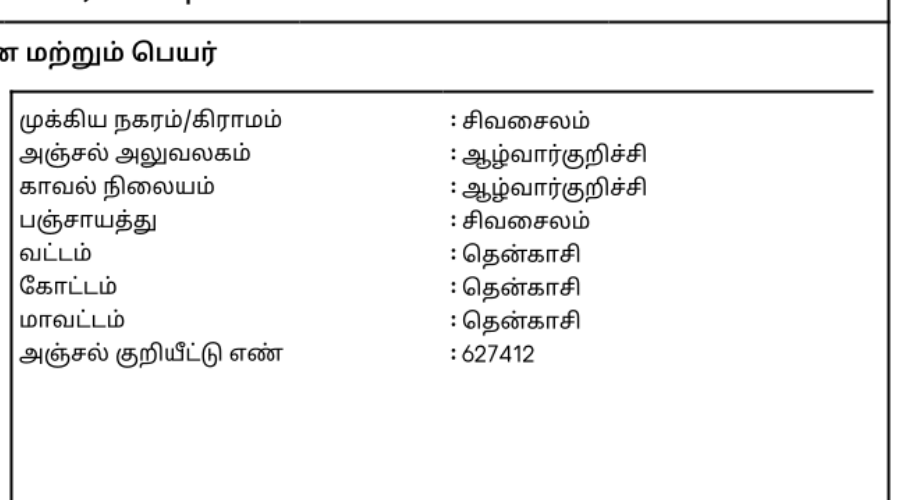 ன மற்றும் பெயர்
முக்கிய நகரம்/கிராமம் : சிவசைலம்
அஞ்சல் அலுவலகம் : ஆழ்வார்குறிச்சி
காவல் நிலையம் : ஆழ்வார்குறிச்சி
பஞ்சாயத்து : சிவசைலம்
வட்டம் : தென்காசி
கோட்டம் : தென்காசி
மாவட்டம் : தென்காசி
அஞ்சல் குறியீட்டு எண் : 627412